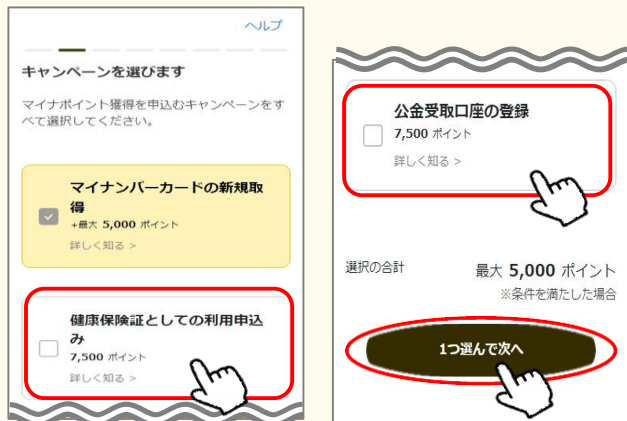 ヘルプ
キャンペーンを選びます
マイナポイント獲得を申込むキャンペーンをす
べて選択してください。
マイナンバーカードの新規取
得
+最大 5,000 ポイント
詳しく知る >
健康保険証としての利用申込
み
7,500 ポイント
詳しく知る >
公金受取口座の登録
7,500 ポイント
詳しく知る >
選択の合計
最大 5,000 ポイント
※条件を満たした場合
1つ選んで次へ